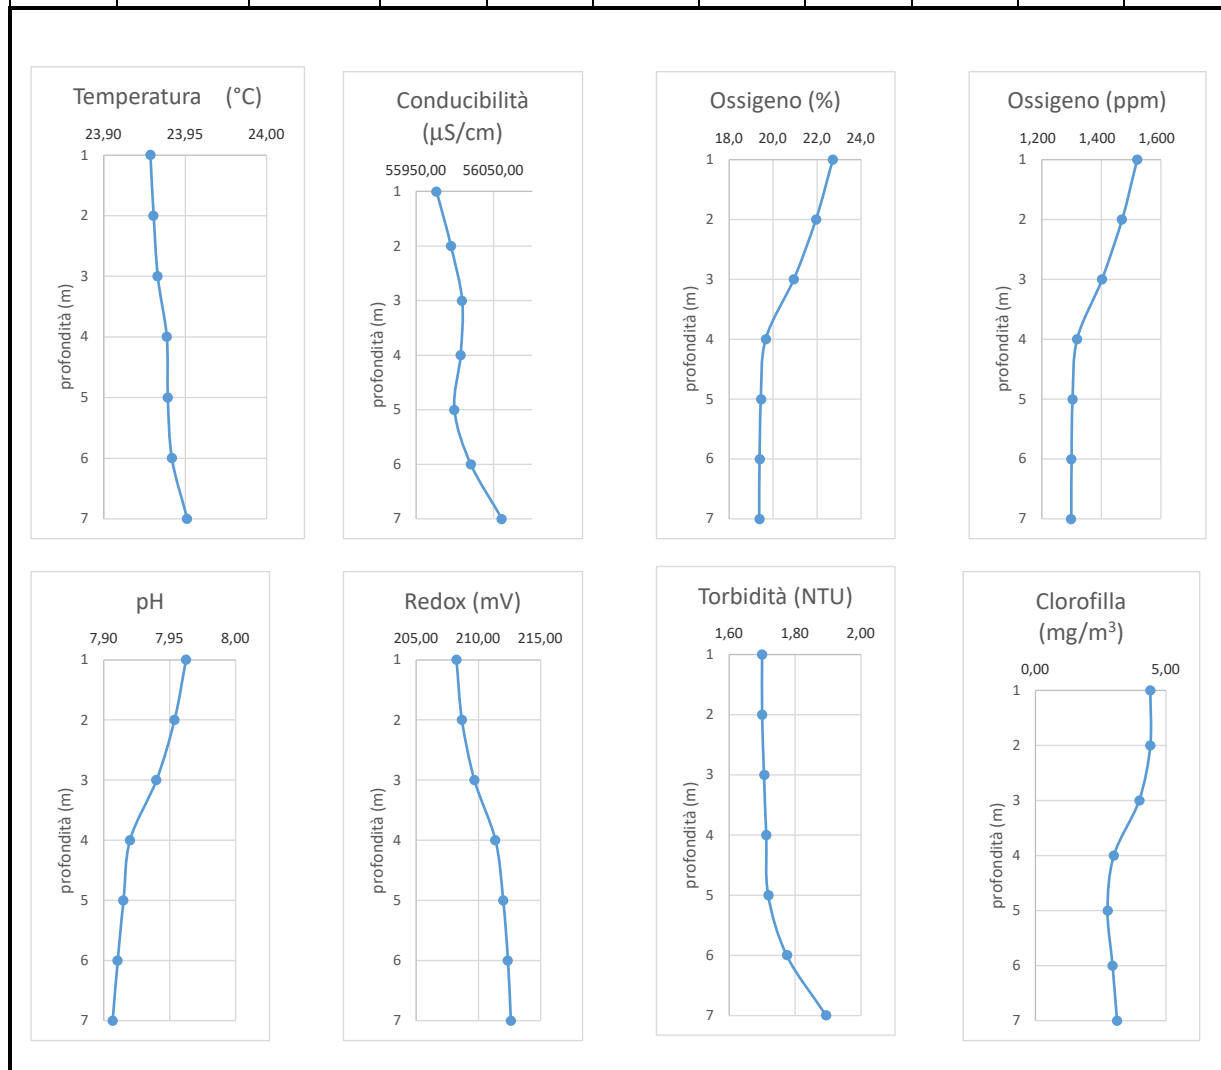 Temperatura (°C)
23,90 23,95 24,00
1
2
3
4
5
6
7
profondità (m)
Conducibilità
(μS/cm)
55950,00 56050,00
1
2
3
4
5
6
7
profondità (m)
Ossigeno (%)
18,0 20,0 22,0 24,0
1
2
3
4
5
6
7
profondità (m)
Ossigeno (ppm)
1,200 1,400 1,600
1
2
3
4
5
6
7
profondità (m)
pH
7,90 7,95 8,00
1
2
3
4
5
6
7
profondità (m)
Redox (mV)
205,00 210,00 215,00
1
2
3
4
5
6
7
profondità (m)
Torbidità (NTU)
1,60 1,80 2,00
1
2
3
4
5
6
7
profondità (m)
Clorofilla
(mg/m³)
0,00 5,00
1
2
3
4
5
6
7
profondità (m)